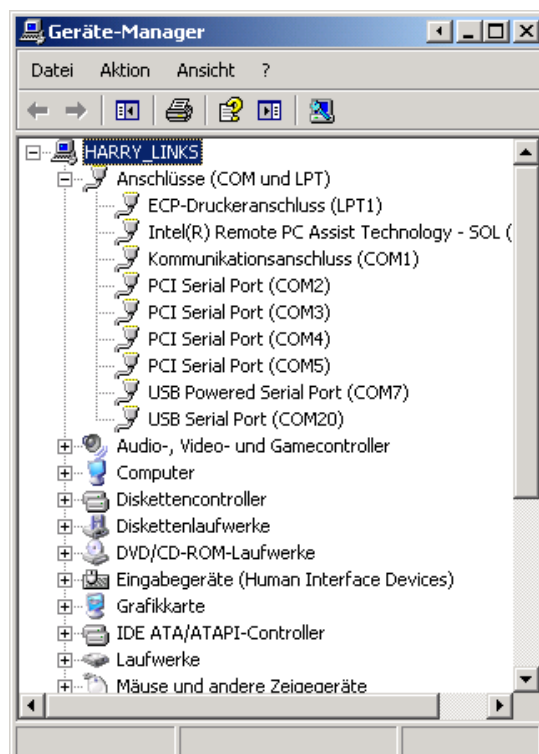 Geräte-Manager
Datei Aktion Ansicht ?
HARRY_LINKS
Anschlüsse (COM und LPT)
ECP-Druckeranschluss (LPT1)
Intel(R) Remote PC Assist Technology - SOL (
Kommunikationsanschluss (COM1)
PCI Serial Port (COM2)
PCI Serial Port (COM3)
PCI Serial Port (COM4)
PCI Serial Port (COM5)
USB Powered Serial Port (COM7)
USB Serial Port (COM20)
Audio-, Video- und Gamecontroller
Computer
Diskettencontroller
Diskettenlaufwerke
DVD/CD-ROM-Laufwerke
Eingabegeräte (Human Interface Devices)
Grafikkarte
IDE ATA/ATAPI-Controller
Laufwerke
Mäuse und andere Zeigegeräte